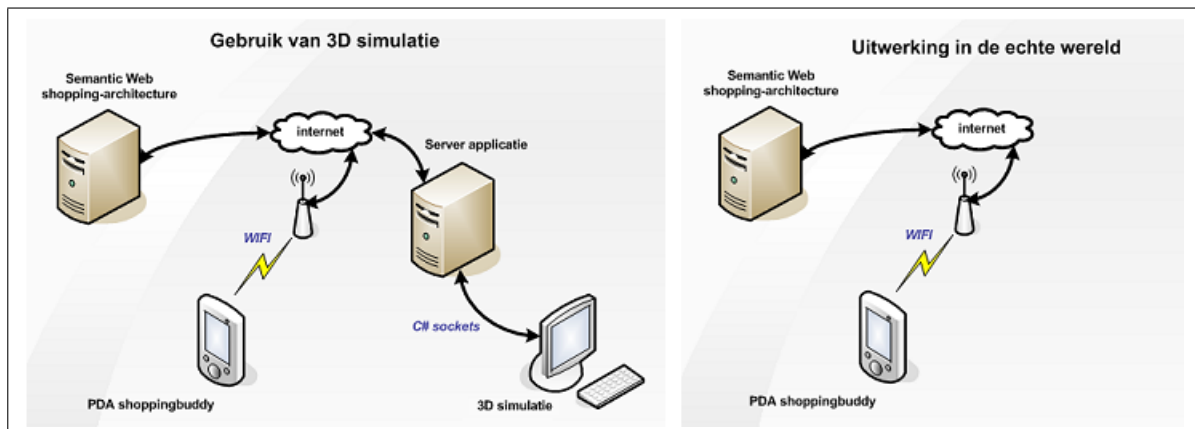 Gebruik van 3D simulatie
Semantic Web
shopping-architecture
internet
Server applicatie
WIFI
C# sockets
PDA shoppingbuddy
3D simulatie
Uitwerking in de echte wereld
Semantic Web
shopping-architecture
internet
WIFI
PDA shoppingbuddy